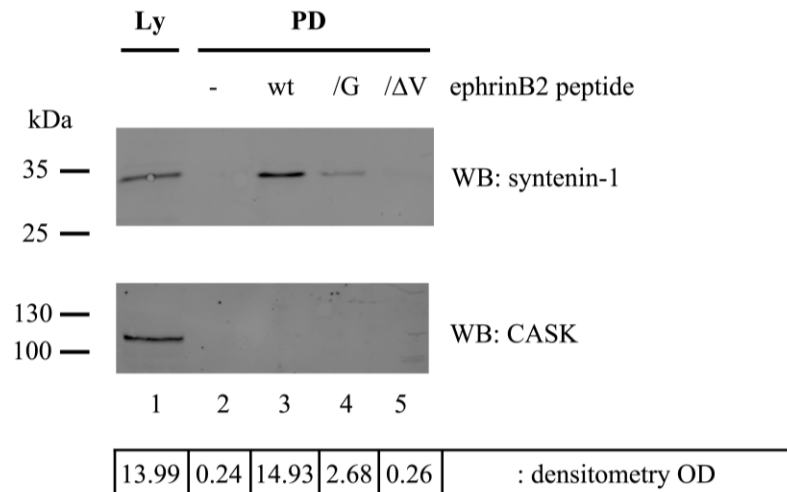 Ly PD
- wt /G /ΔV ephrinB2 peptide
kDa
35 WB: syntenin-1
25
130 WB: CASK
100
1 2 3 4 5
13.99 0.24 14.93 2.68 0.26 : densitometry OD